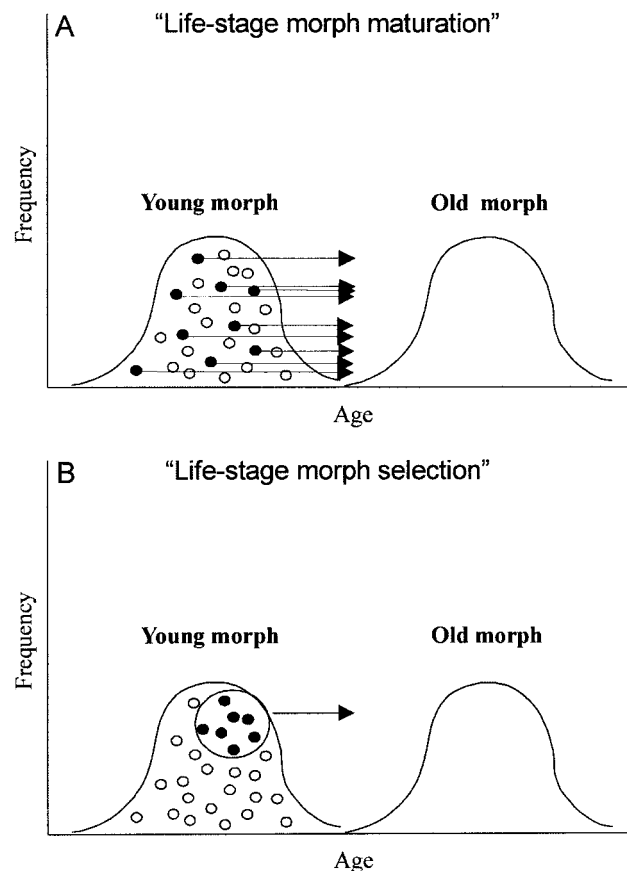 A “Life-stage morph maturation”
Frequency
Young morph Old morph
Age
B “Life-stage morph selection”
Frequency
Young morph Old morph
Age